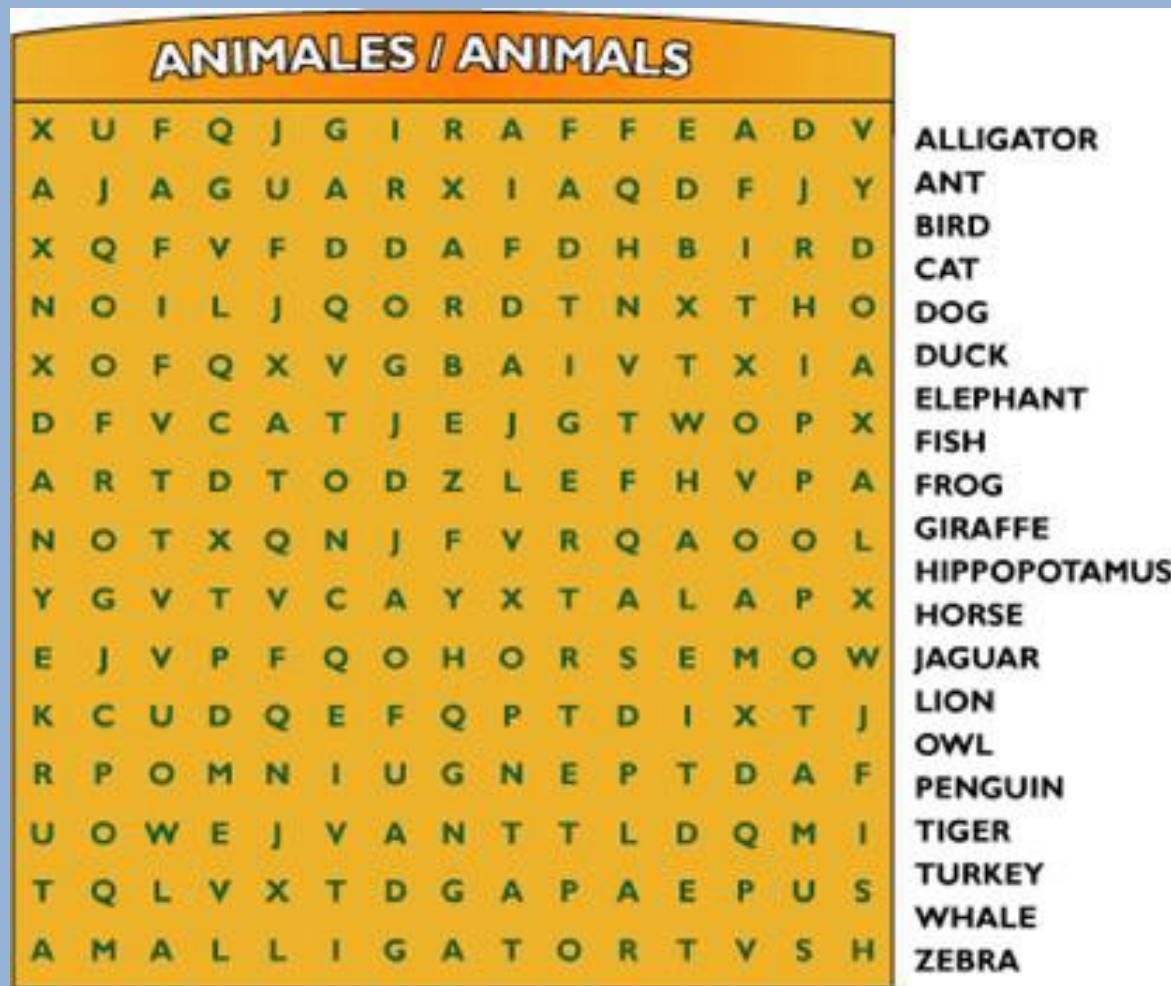 ANIMALES / ANIMALS
X U F Q J G I R A F F E A D V
A J A G U A R X I A Q D F J Y
X Q F V F D D A F D H B I R D
N O I L J Q O R D T N X T H O
X O F Q X V G B A I V T X I A
D F V C A T J E J G T W O P X
A R T D T O D Z L E F H V P A
N O T X Q N J F V R Q A O O L
Y G V T V C A Y X T A L A P X
E J V P F Q O H O R S E M O W
K C U D Q E F Q P T D I X T J
R P O M N I U G N E P T D A F
U O W E J V A N T T L D Q M I
T Q L V X T D G A P A E P U S
A M A L L I G A T O R T V S H
ALLIGATOR
ANT
BIRD
CAT
DOG
DUCK
ELEPHANT
FISH
FROG
GIRAFFE
HIPPOPOTAMUS
HORSE
JAGUAR
LION
OWL
PENGUIN
TIGER
TURKEY
WHALE
ZEBRA